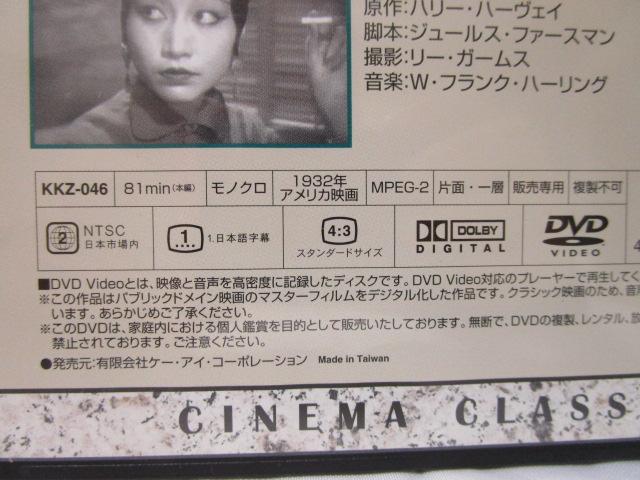 原作：ハリー・ハーヴェイ
脚本：ジュールス・ファースマン
撮影：リー・ガームス
音楽：W・フランク・ハーリング
KKZ-046 81min(本編) モノクロ 1932年 アメリカ映画 MPEG-2 片面・一層 販売専用 複製不可
2 NTSC 日本市場内
1.... 1.日本語字幕
4:3 スタンダードサイズ
DOLBY DIGITAL
DVD VIDEO
■DVD Videoとは、映像と音声を高密度に記録したディスクです。DVD Video対応のプレーヤーで再生してく
※この作品はパブリックドメイン映画のマスターフィルムをデジタル化した作品です。クラシック映画のため、音
います。あらかじめご了承ください。
※このDVDは、家庭内における個人鑑賞を目的として販売いたしております。無断で、DVDの複製、レンタル、放
禁止されております。ご注意ください。
●発売元：有限会社ケー・アイ・コーポレーション Made in Taiwan
CINEMA CLASS